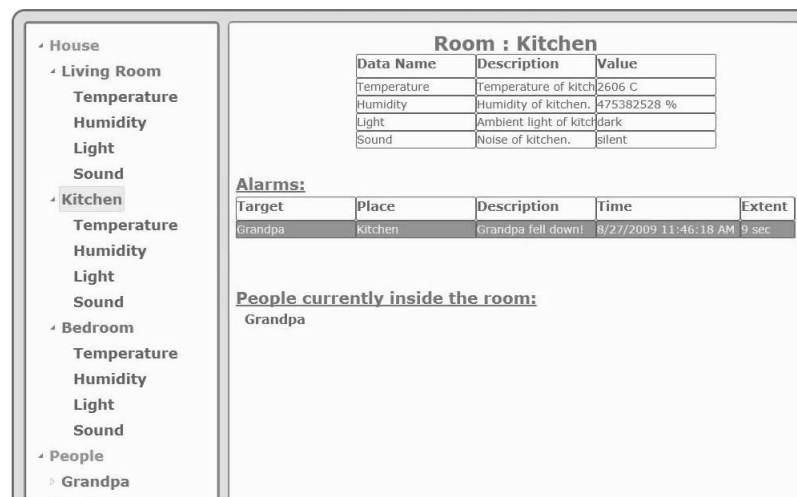 House
Living Room
Temperature
Humidity
Light
Sound
Kitchen
Temperature
Humidity
Light
Sound
Bedroom
Temperature
Humidity
Light
Sound
People
Grandpa
Room : Kitchen
Data Name Description Value
Temperature Temperature of kitch 2606 C
Humidity Humidity of kitchen. 475382528 %
Light Ambient light of kitch dark
Sound Noise of kitchen. silent
Alarms:
Target Place Description Time Extent
Grandpa Kitchen Grandpa fell down! 8/27/2009 11:46:18 AM 9 sec
People currently inside the room:
Grandpa